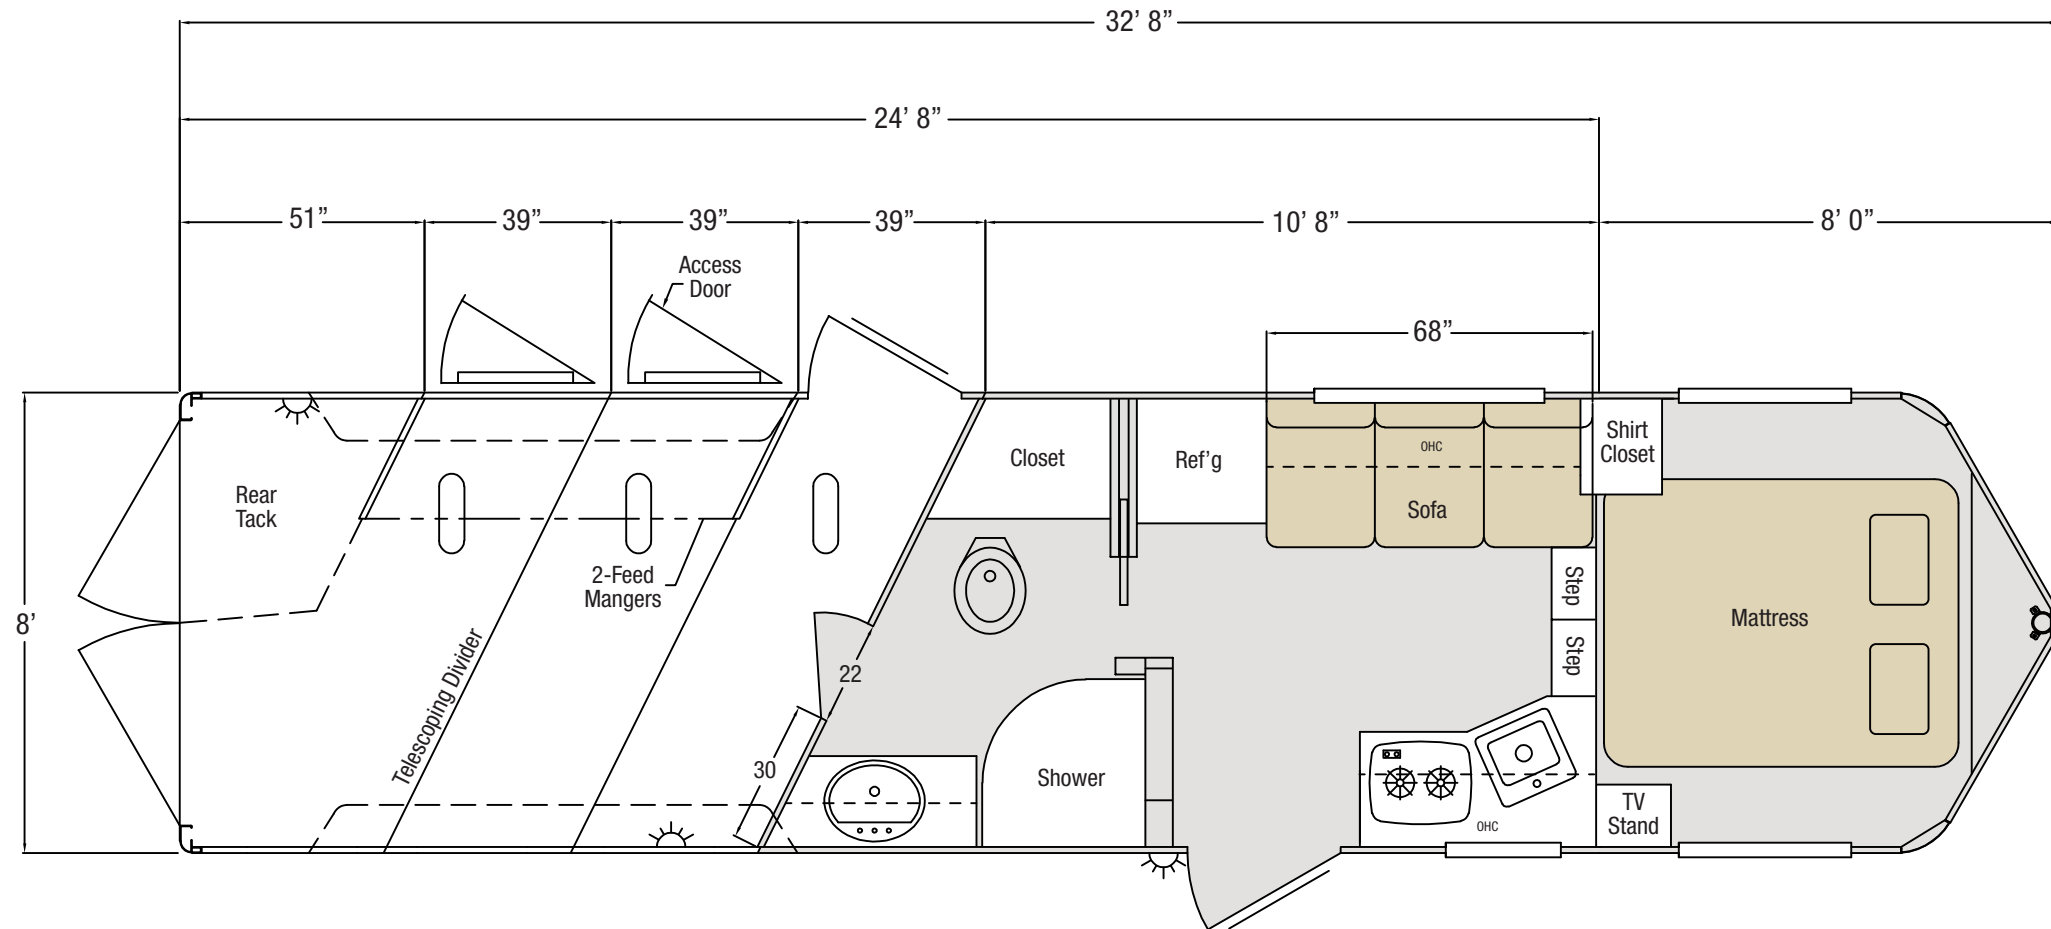 32’ 8”
24’ 8”
51”
39”
39”
39”
10’ 8”
8’ 0”
Access
Door
68”
8’
Rear
Tack
Closet
Ref’g
OHC
Sofa
Shirt
Closet
2-Feed
Mangers
Telescoping Divider
22
30
Step
Step
Mattress
Shower
OHC
TV
Stand